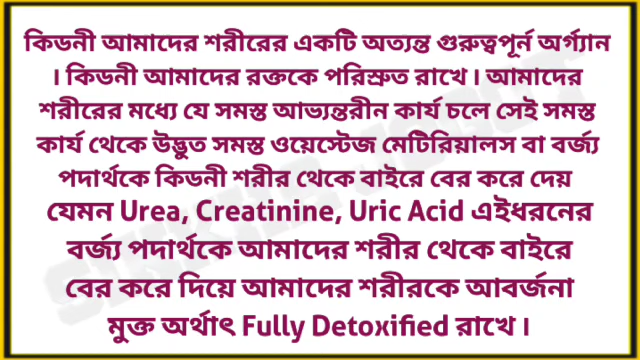 কিডনী আমাদের শরীরের একটি অত্যন্ত গুরুত্বপূর্ন অর্গ্যান
। কিডনী আমাদের রক্তকে পরিস্রুত রাখে । আমাদের
শরীরের মধ্যে যে সমস্ত আভ্যন্তরীন কার্য চলে সেই সমস্ত
কার্য থেকে উদ্ভুত সমস্ত ওয়েস্টেজ মেটিরিয়ালস বা বর্জ্য
পদার্থকে কিডনী শরীর থেকে বাইরে বের করে দেয়
যেমন Urea, Creatinine, Uric Acid এইধরনের
বর্জ্য পদার্থকে আমাদের শরীর থেকে বাইরে
বের করে দিয়ে আমাদের শরীরকে আবর্জনা
মুক্ত অর্থাৎ Fully Detoxified রাখে ।